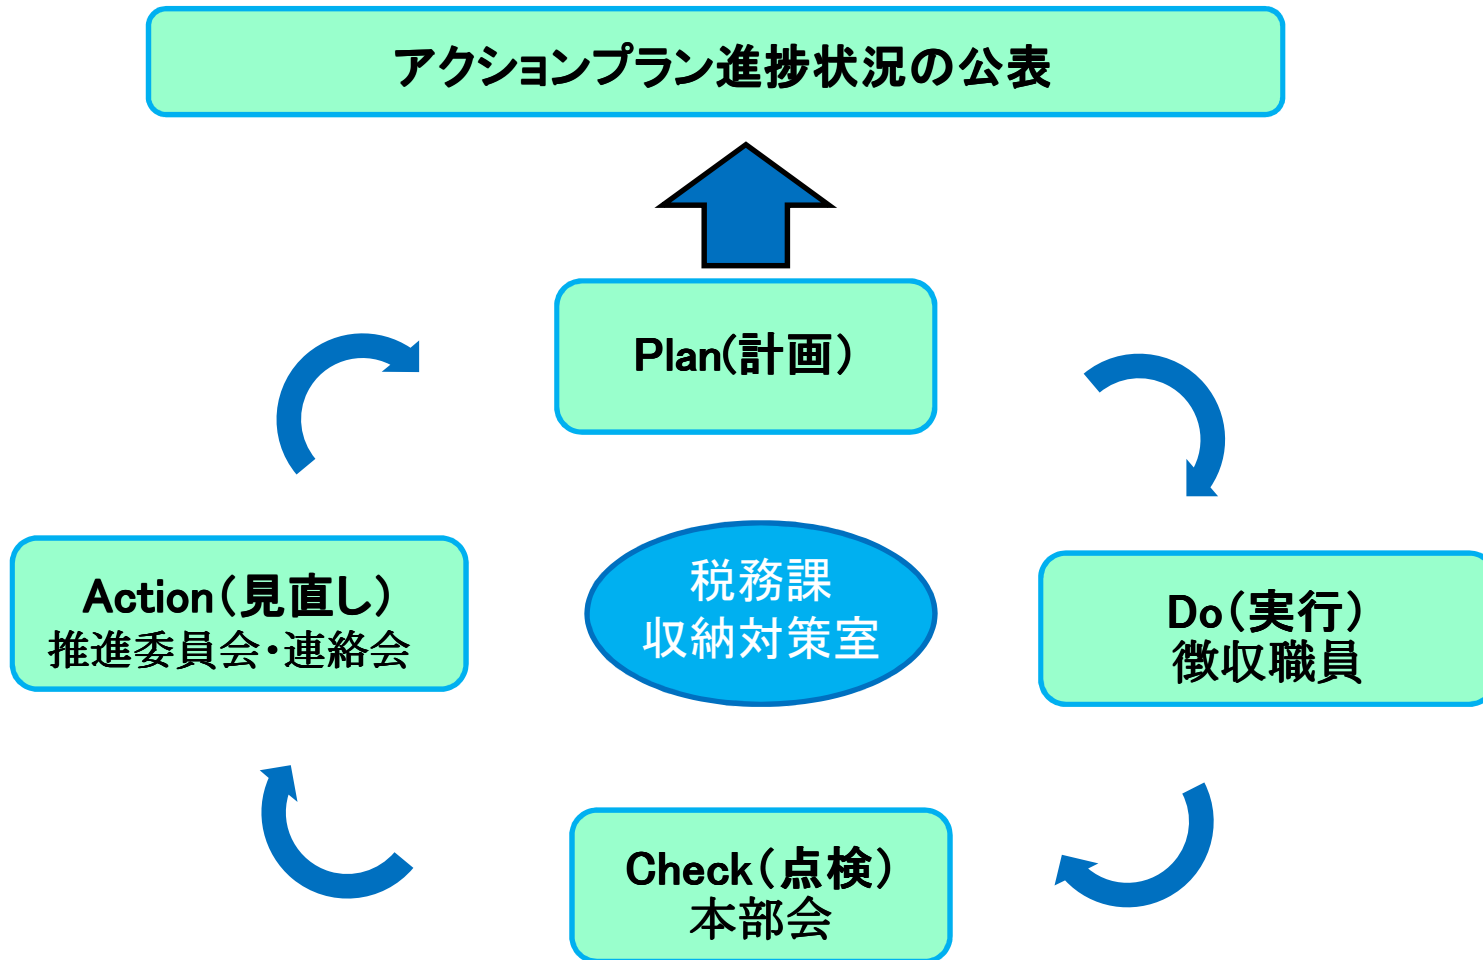 アクションプラン進捗状況の公表
Plan(計画)
Action(見直し)
推進委員会・連絡会
税務課
収納対策室
Do(実行)
徴収職員
Check(点検)
本部会